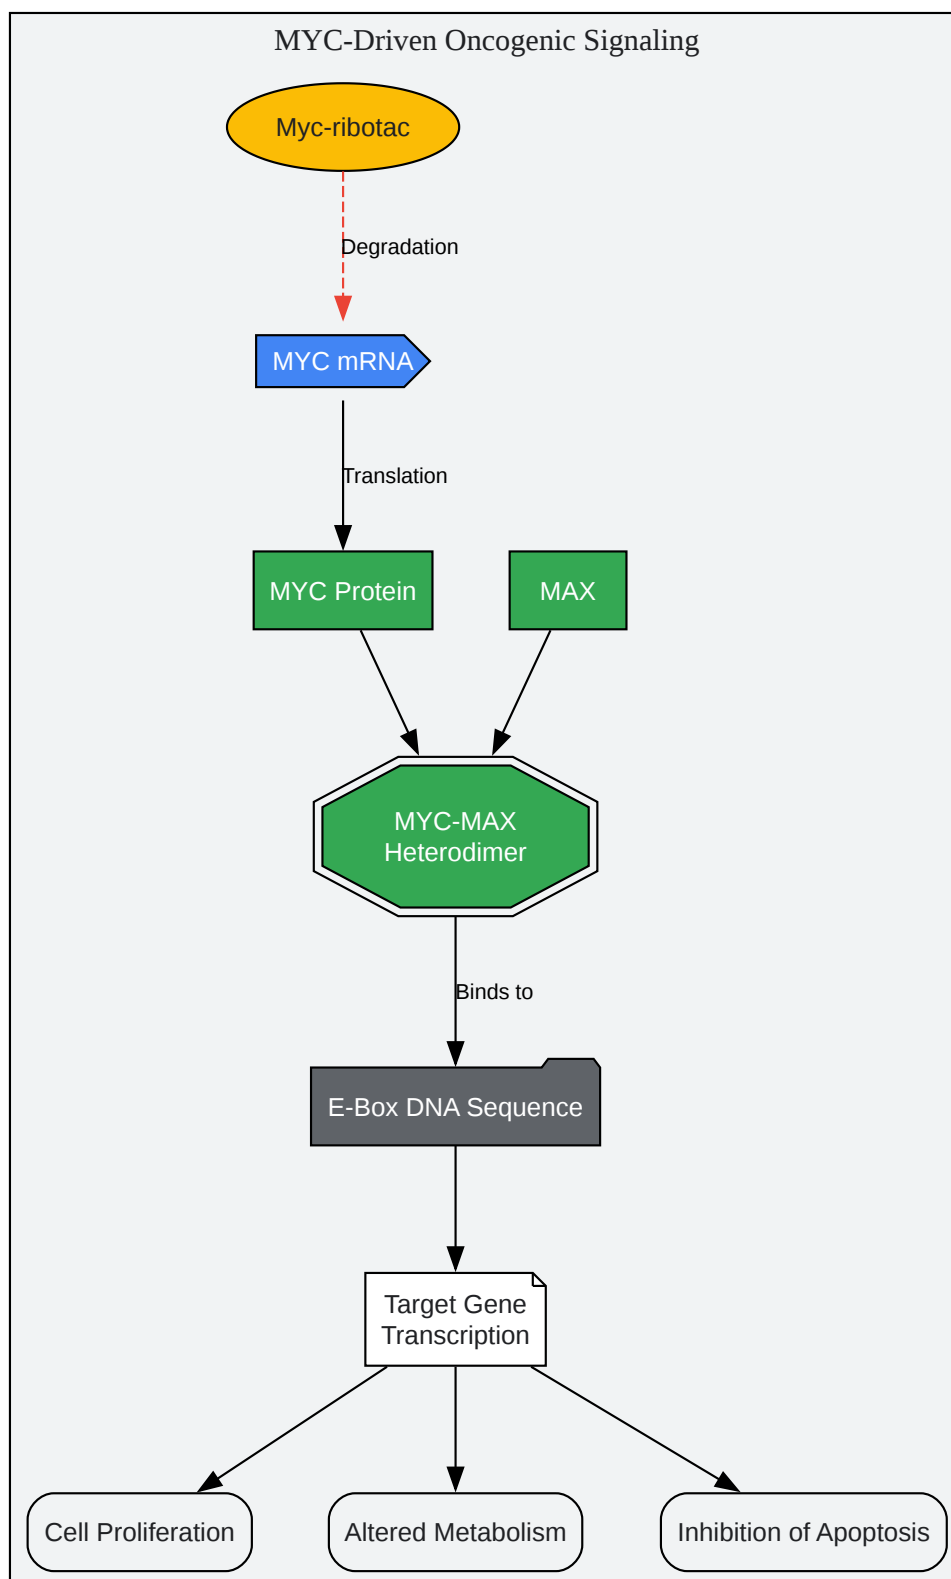 MYC-Driven Oncogenic Signaling
Myc-ribotac
Degradation
MYC mRNA
Translation
MYC Protein
MAX
MYC-MAX
Heterodimer
Binds to
E-Box DNA Sequence
Target Gene
Transcription
Cell Proliferation
Altered Metabolism
Inhibition of Apoptosis